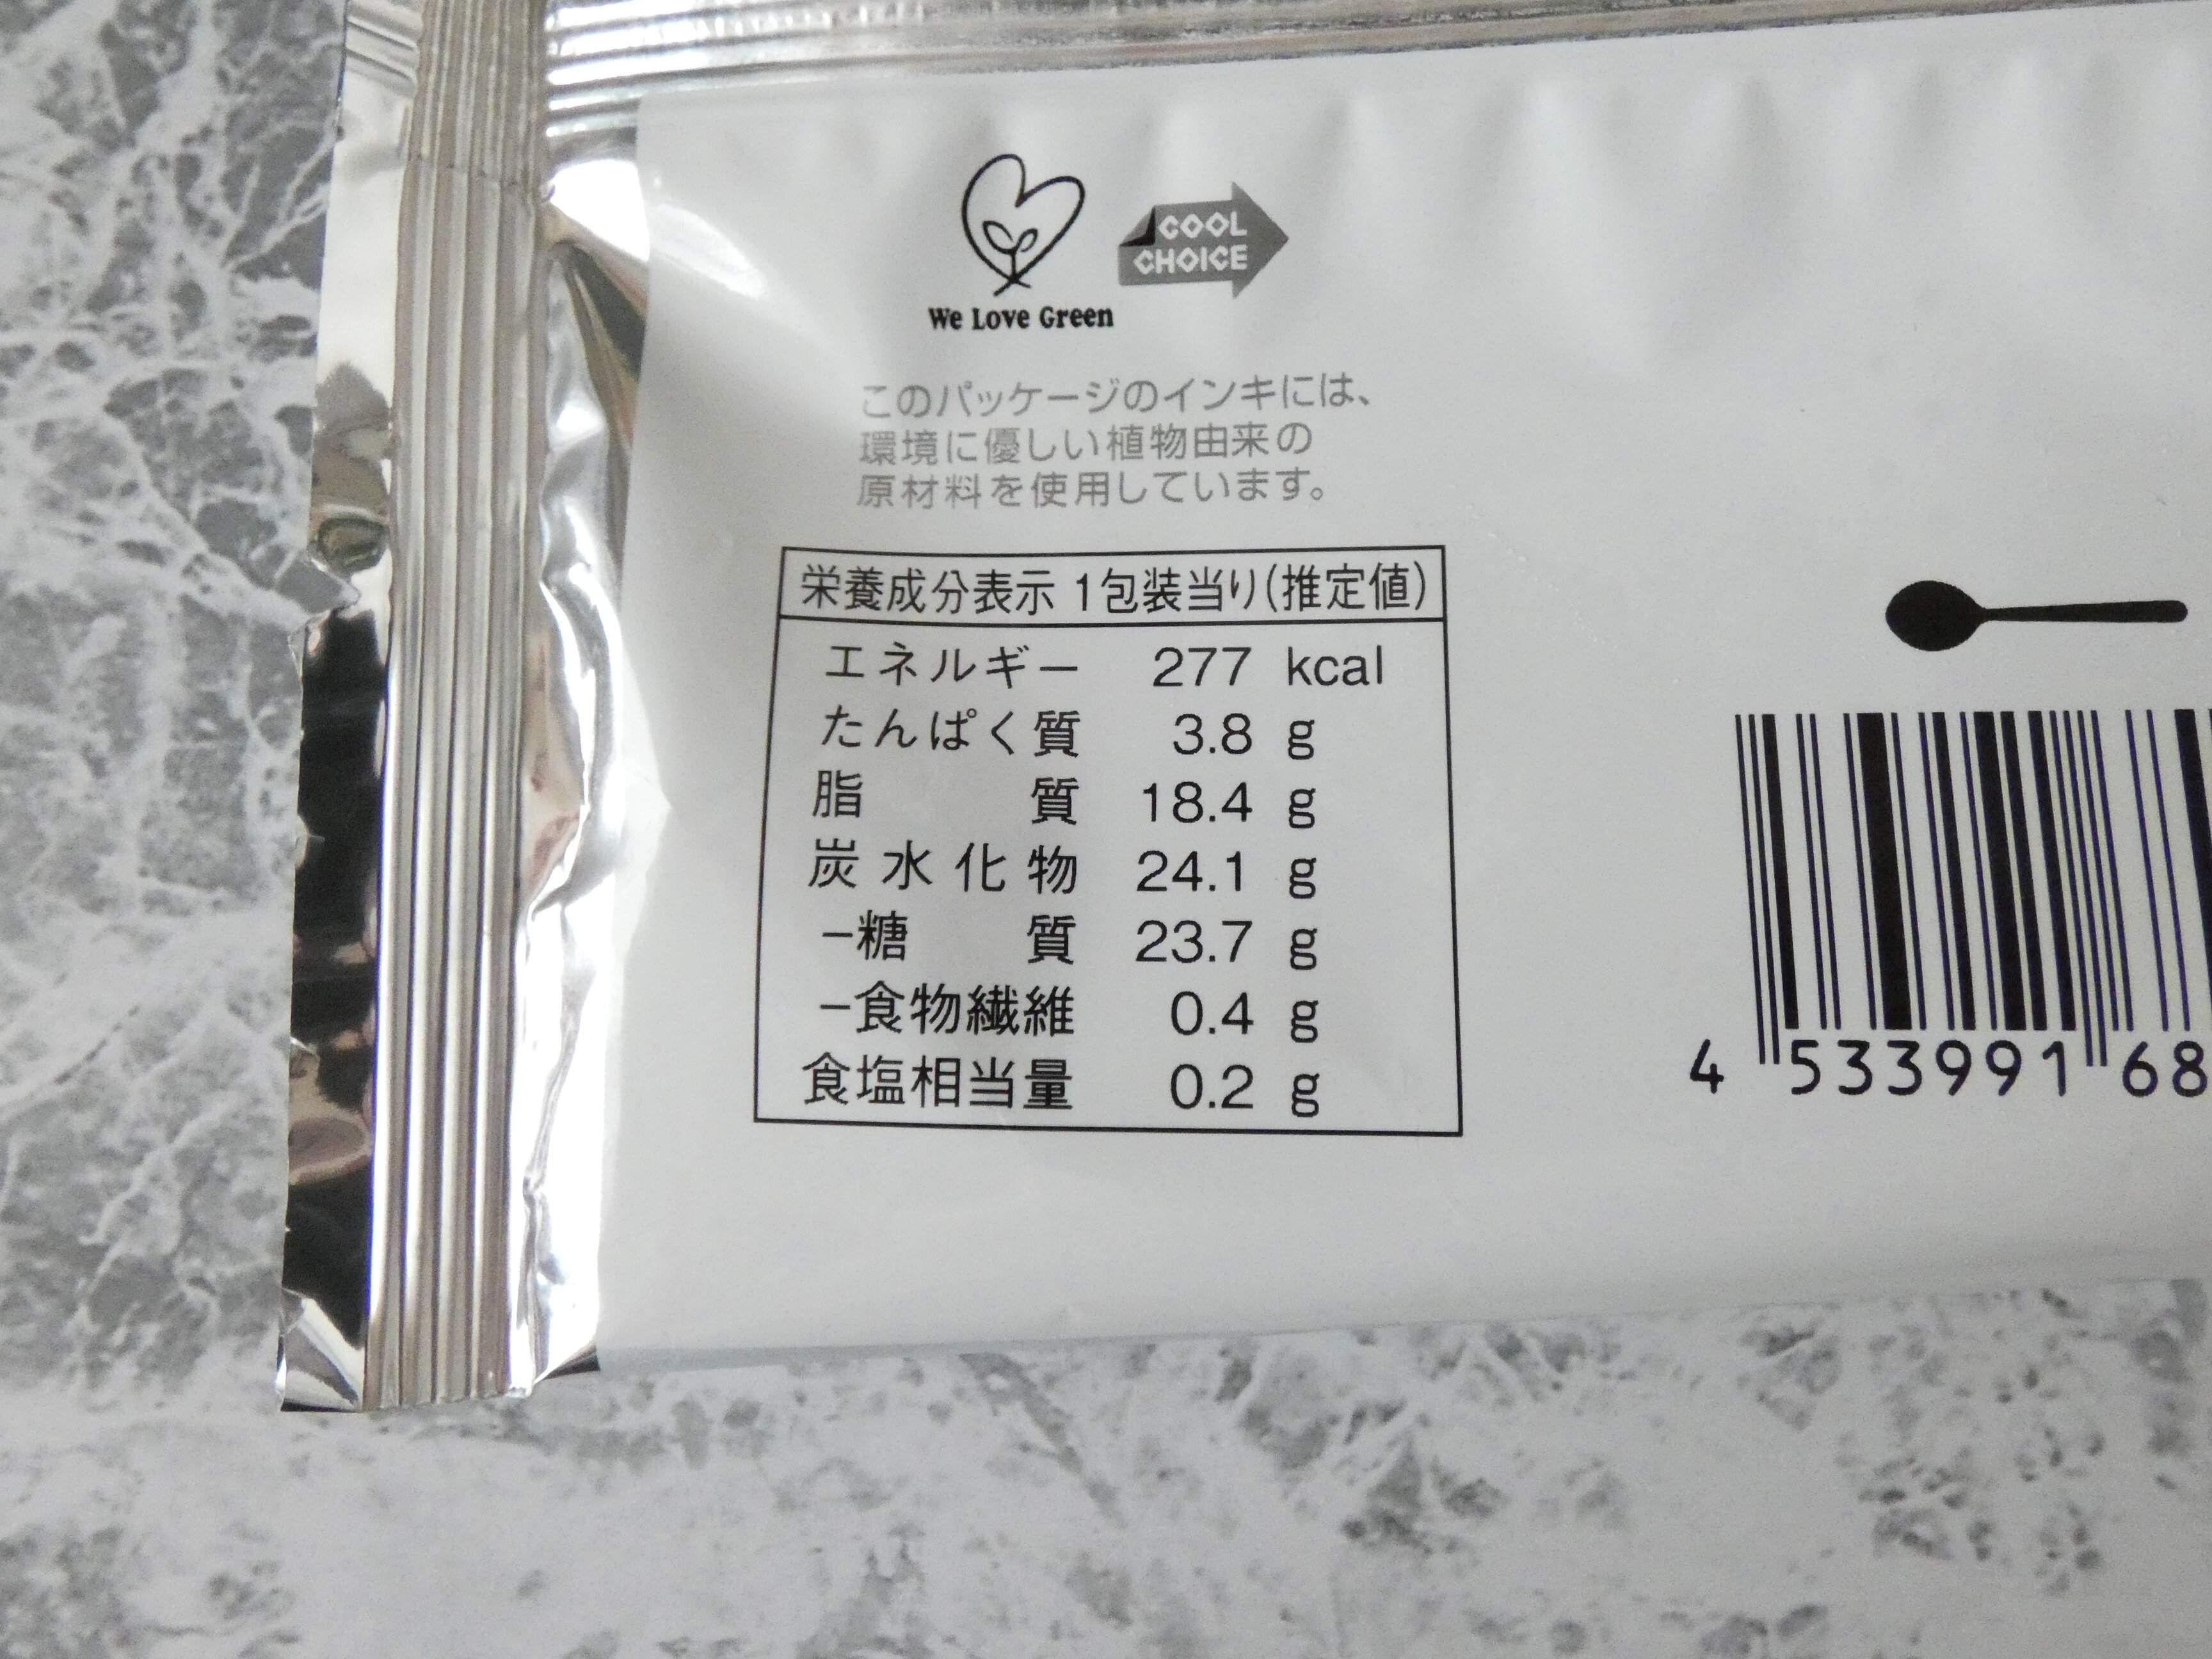 We Love Green
COOL
CHOICE
このパッケージのインキには、
環境に優しい植物由来の
原材料を使用しています。
栄養成分表示 1包装当り(推定値)
エネルギー 277 kcal
たんぱく質 3.8 g
脂質 18.4 g
炭水化物 24.1 g
−糖質 23.7 g
−食物繊維 0.4 g
食塩相当量 0.2 g
4 533991 68